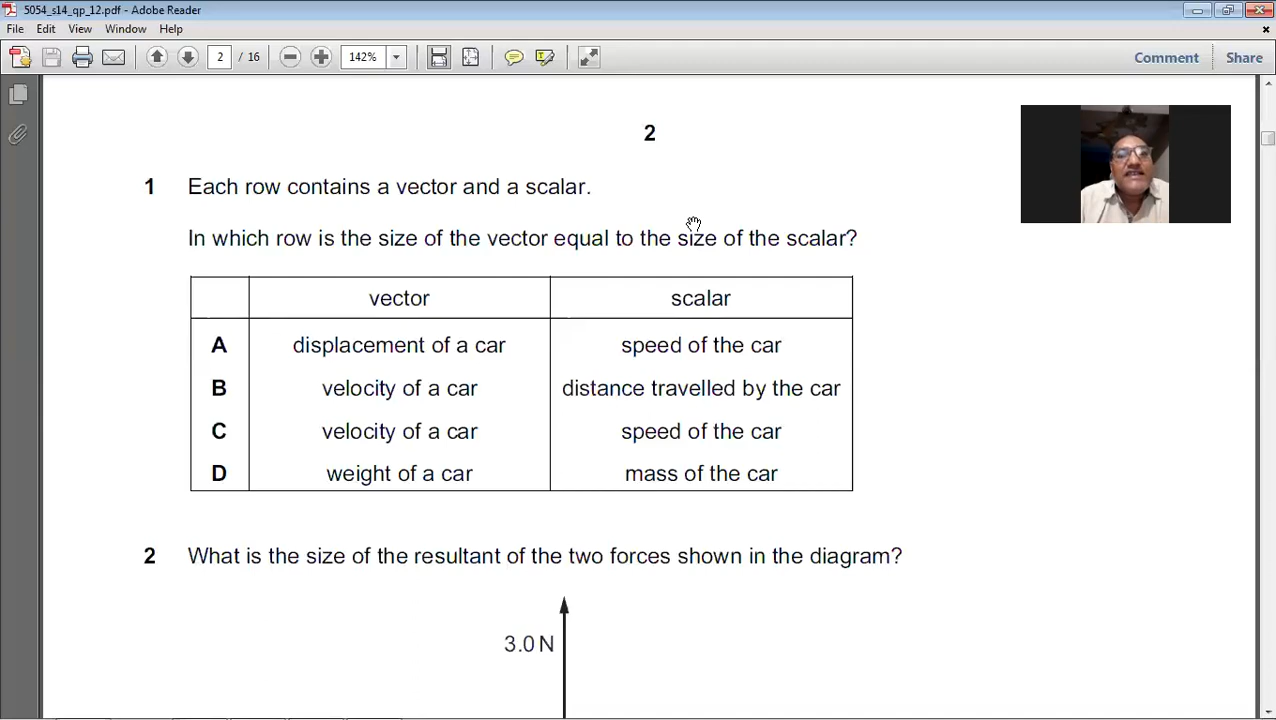 5054_s14_qp_12.pdf - Adobe Reader
File Edit View Window Help
2 / 16 142% Comment Share
2
1 Each row contains a vector and a scalar.
In which row is the size of the vector equal to the size of the scalar?
vector scalar
A displacement of a car speed of the car
B velocity of a car distance travelled by the car
C velocity of a car speed of the car
D weight of a car mass of the car
2 What is the size of the resultant of the two forces shown in the diagram?
3.0 N